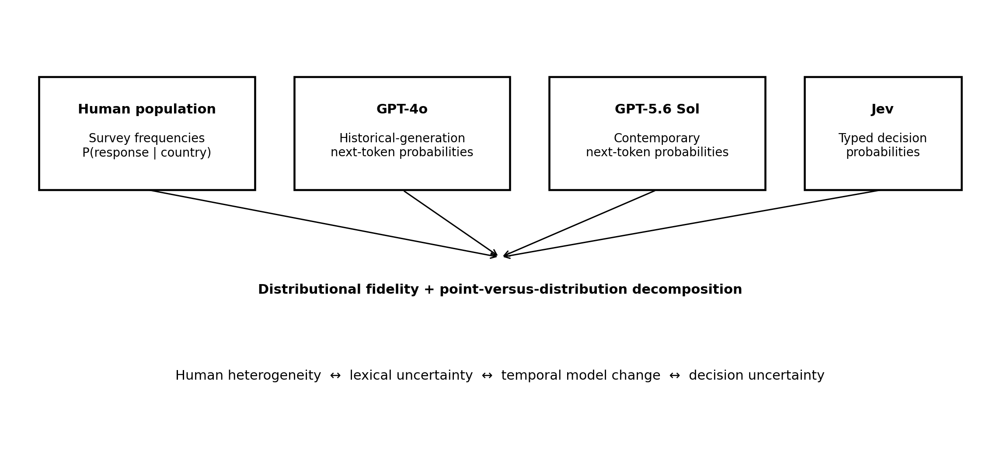 Human population
Survey frequencies
P(response | country)
GPT-4o
Historical-generation
next-token probabilities
GPT-5.6 Sol
Contemporary
next-token probabilities
Jev
Typed decision
probabilities
Distributional fidelity + point-versus-distribution decomposition
Human heterogeneity ↔ lexical uncertainty ↔ temporal model change ↔ decision uncertainty